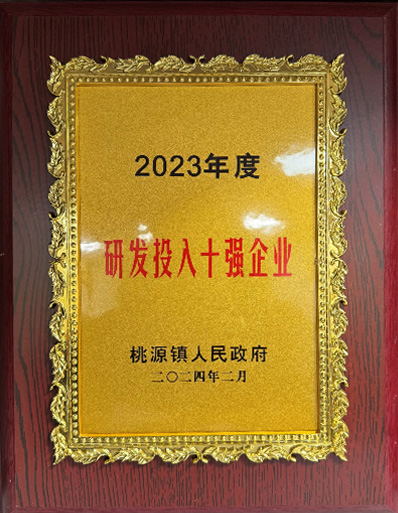 2023年度
研发投入十强企业
桃源镇人民政府
二〇二四年二月